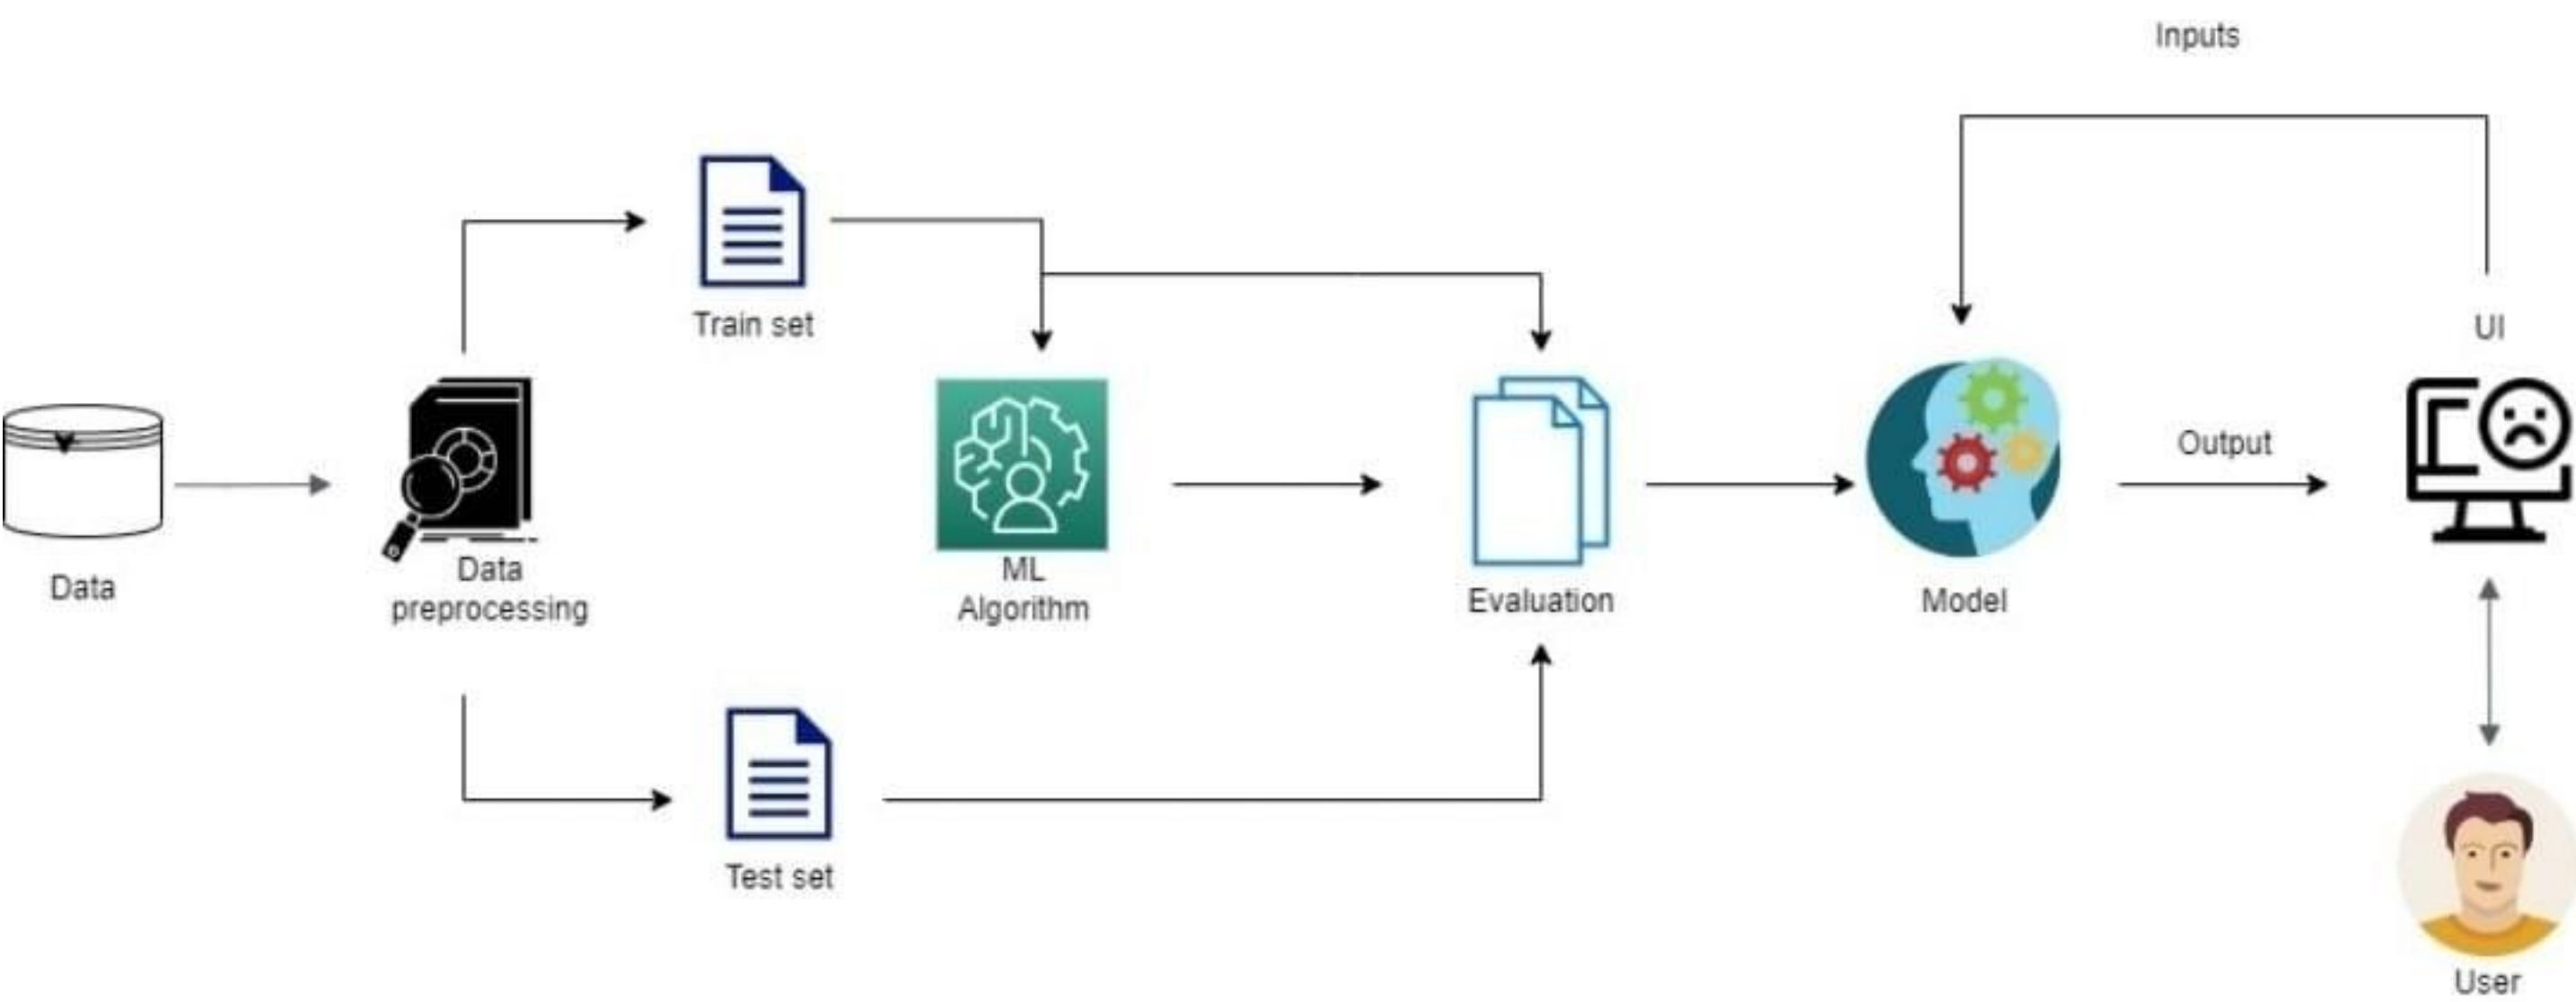 Inputs
Train set
UI
Output
Data
Data
preprocessing
ML
Algorithm
Evaluation
Model
Test set
User